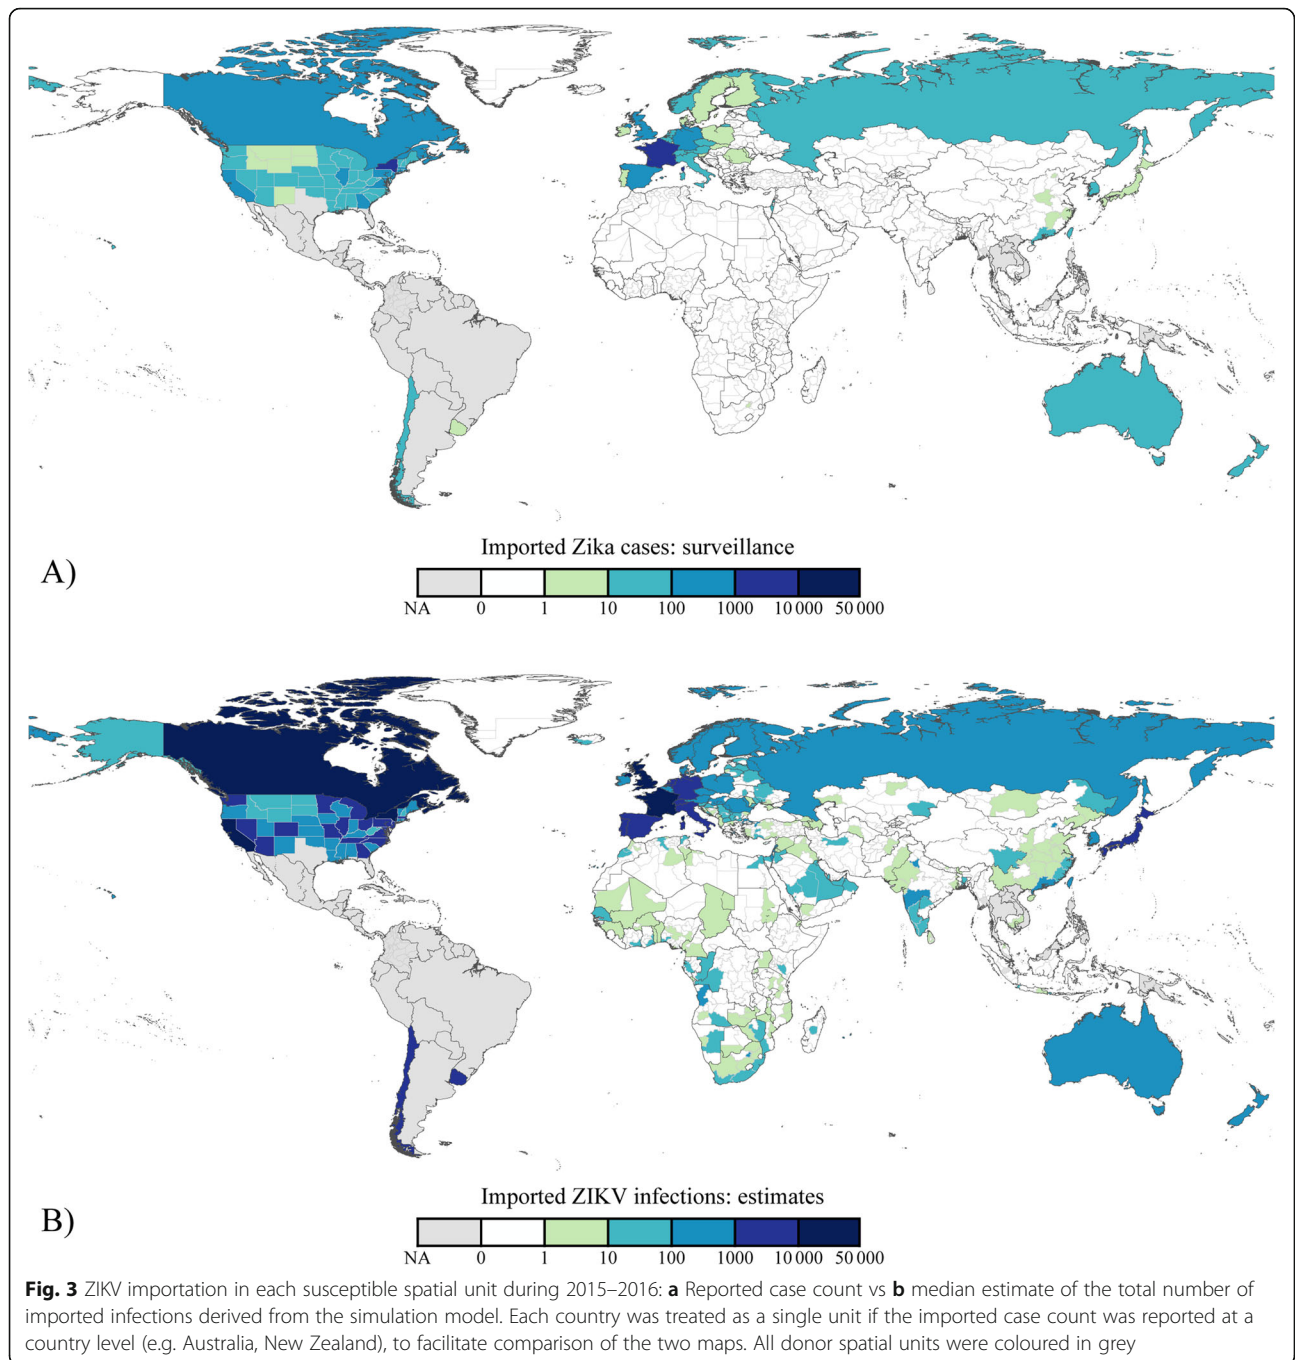 Imported Zika cases: surveillance
A)
NA 0 1 10 100 1000 10 000 50 000
Imported ZIKV infections: estimates
B)
NA 0 1 10 100 1000 10 000 50 000
Fig. 3 ZIKV importation in each susceptible spatial unit during 2015–2016: a Reported case count vs b median estimate of the total number of
imported infections derived from the simulation model. Each country was treated as a single unit if the imported case count was reported at a
country level (e.g. Australia, New Zealand), to facilitate comparison of the two maps. All donor spatial units were coloured in grey